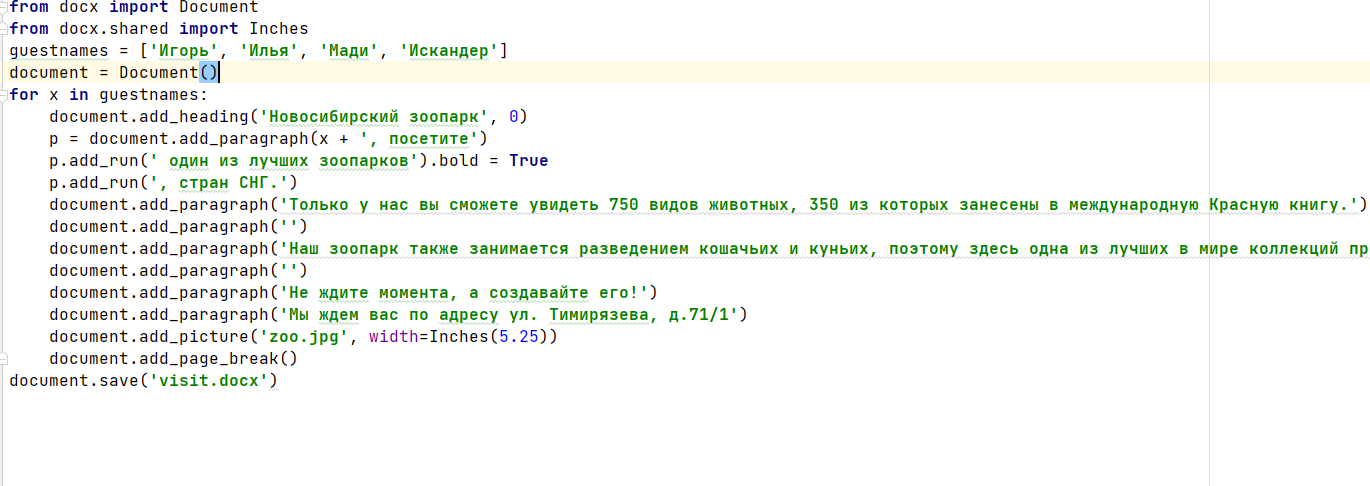 from docx import Document
from docx.shared import Inches
guestnames = ['Игорь', 'Илья', 'Мади', 'Искандер']
document = Document()
for x in guestnames:
    document.add_heading('Новосибирский зоопарк', 0)
    p = document.add_paragraph(x + ', посетите')
    p.add_run(' один из лучших зоопарков').bold = True
    p.add_run(', стран СНГ.')
    document.add_paragraph('Только у нас вы сможете увидеть 750 видов животных, 350 из которых занесены в международную Красную книгу.')
    document.add_paragraph('')
    document.add_paragraph('Наш зоопарк также занимается разведением кошачьих и куньих, поэтому здесь одна из лучших в мире коллекций пр
    document.add_paragraph('')
    document.add_paragraph('Не ждите момента, а создавайте его!')
    document.add_paragraph('Мы ждем вас по адресу ул. Тимирязева, д.71/1')
    document.add_picture('zoo.jpg', width=Inches(5.25))
    document.add_page_break()
document.save('visit.docx')